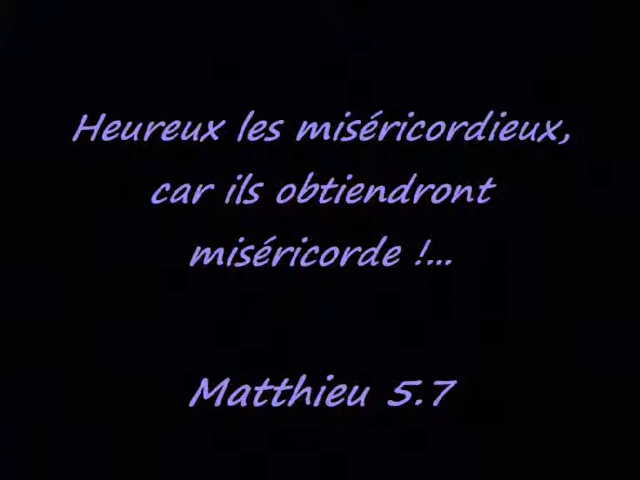 Heureux les miséricordieux,
car ils obtiendront
miséricorde !...
Matthieu 5.7